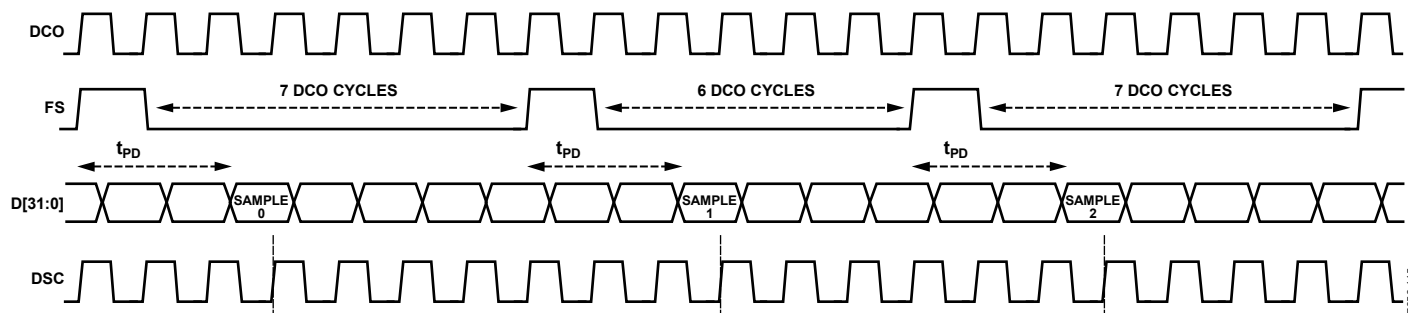 DCO
7 DCO CYCLES
6 DCO CYCLES
7 DCO CYCLES
FS
tPD
tPD
tPD
D[31:0]
SAMPLE
0
SAMPLE
1
SAMPLE
2
DSC